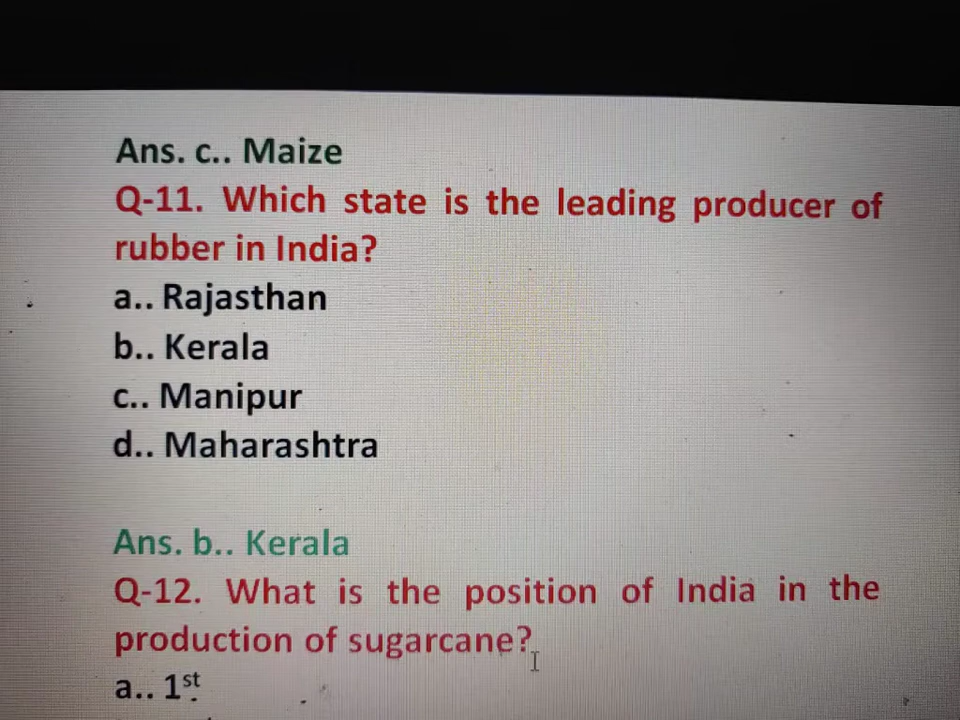 Ans. c.. Maize
Q-11. Which state is the leading producer of
rubber in India?
a.. Rajasthan
b.. Kerala
c.. Manipur
d.. Maharashtra
Ans. b.. Kerala
Q-12. What is the position of India in the
production of sugarcane?
a.. 1st